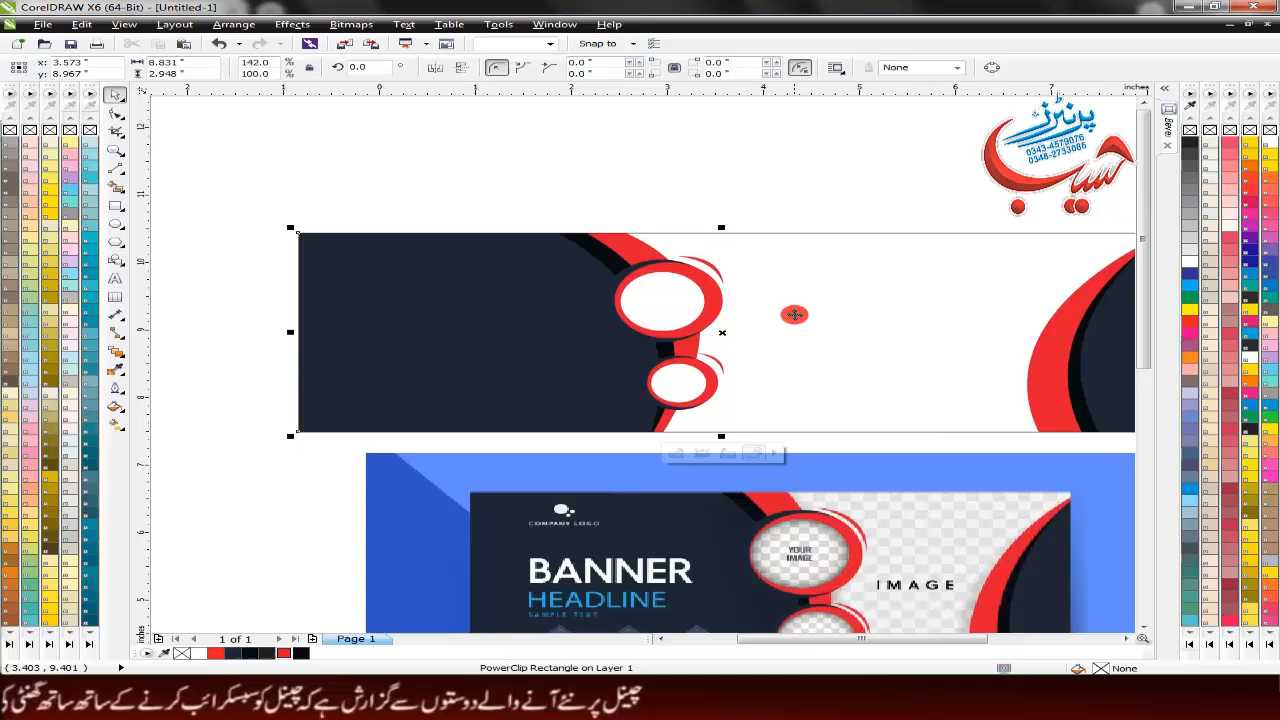 CorelDRAW X6 (64-Bit) - [Untitled-1]
File Edit View Layout Arrange Effects Bitmaps Text Table Tools Window Help
Snap to
x: 3.573 " 8.831 " 142.0 % 0.0 ° 0.0 " 0.0 " None
y: 8.967 " 2.948 " 100.0 % 0.0 " 0.0 "
inches
پرنٹرز
0343-4579076
0346-2733086
Bevel
COMPANY LOGO
YOUR
IMAGE
BANNER
HEADLINE
SAMPLE TEXT
IMAGE
1 of 1 Page 1
( 3.403, 9.401 ) PowerClip Rectangle on Layer 1 None
چینل پر نئے آنے والے دوستوں سے گزارش ہے کہ چینل کو سبسکرائب کرنے کے ساتھ ساتھ گھنٹی ک